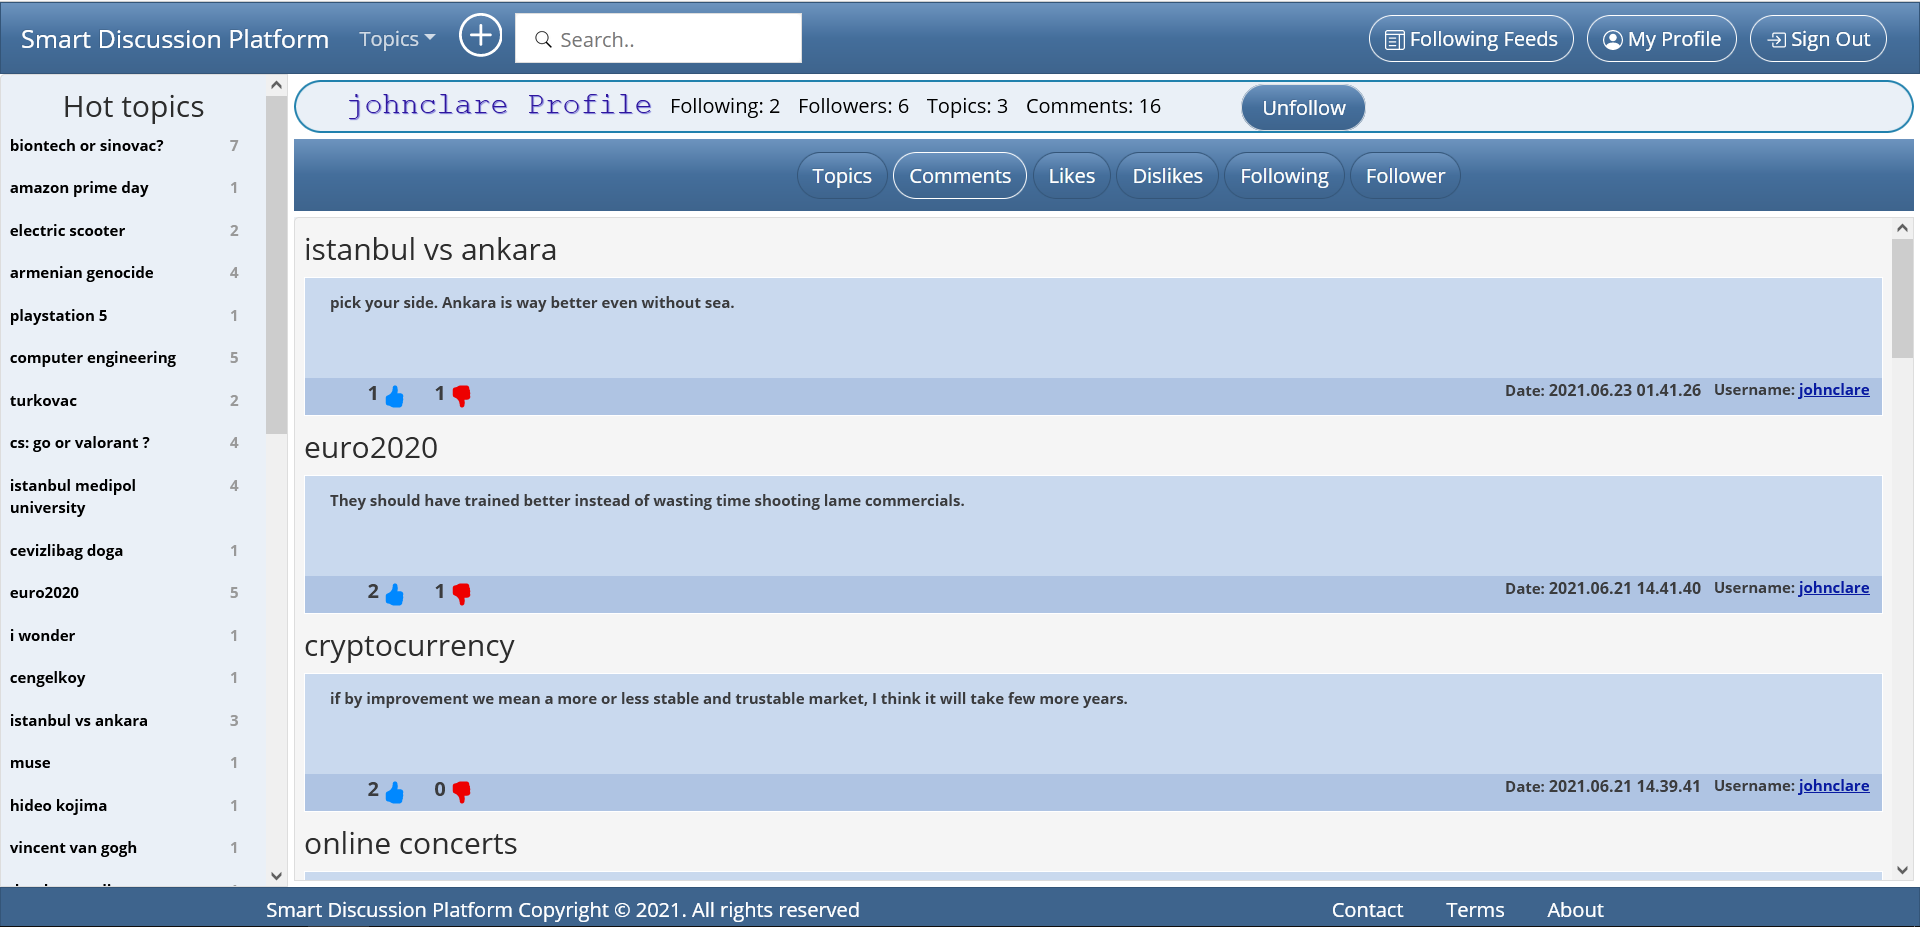 Smart Discussion Platform Topics Search.. Following Feeds My Profile Sign Out
Hot topics
biontech or sinovac? 7
amazon prime day 1
electric scooter 2
armenian genocide 4
playstation 5 1
computer engineering 5
turkovac 2
cs: go or valorant ? 4
istanbul medipol 4
university
cevizlibag doga 1
euro2020 5
i wonder 1
cengelkoy 1
istanbul vs ankara 3
muse 1
hideo kojima 1
vincent van gogh 1
johnclare Profile Following: 2 Followers: 6 Topics: 3 Comments: 16 Unfollow
Topics Comments Likes Dislikes Following Follower
istanbul vs ankara
pick your side. Ankara is way better even without sea.
1 1 Date: 2021.06.23 01.41.26 Username: johnclare
euro2020
They should have trained better instead of wasting time shooting lame commercials.
2 1 Date: 2021.06.21 14.41.40 Username: johnclare
cryptocurrency
if by improvement we mean a more or less stable and trustable market, I think it will take few more years.
2 0 Date: 2021.06.21 14.39.41 Username: johnclare
online concerts
Smart Discussion Platform Copyright © 2021. All rights reserved Contact Terms About